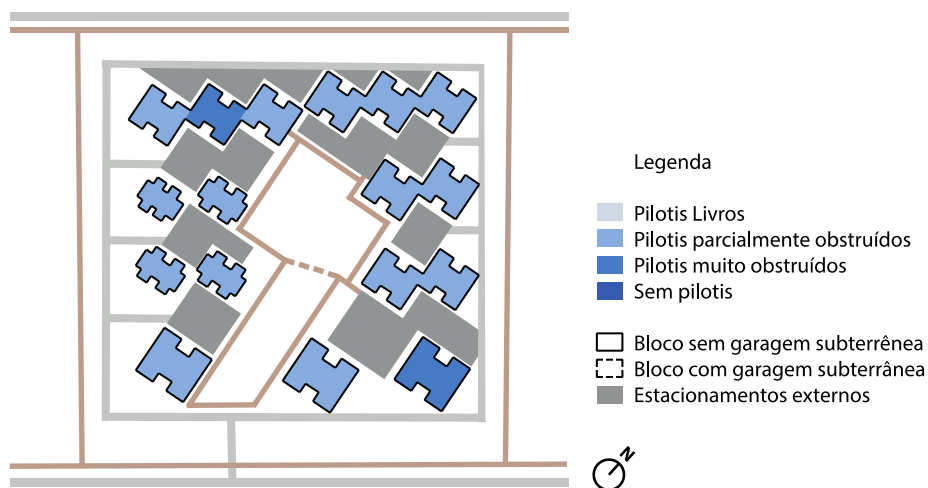 Legenda
Pilotis Livros
Pilotis parcialmente obstruídos
Pilotis muito obstruídos
Sem pilotis
Bloco sem garagem subterrênea
Bloco com garagem subterrânea
Estacionamentos externos
N